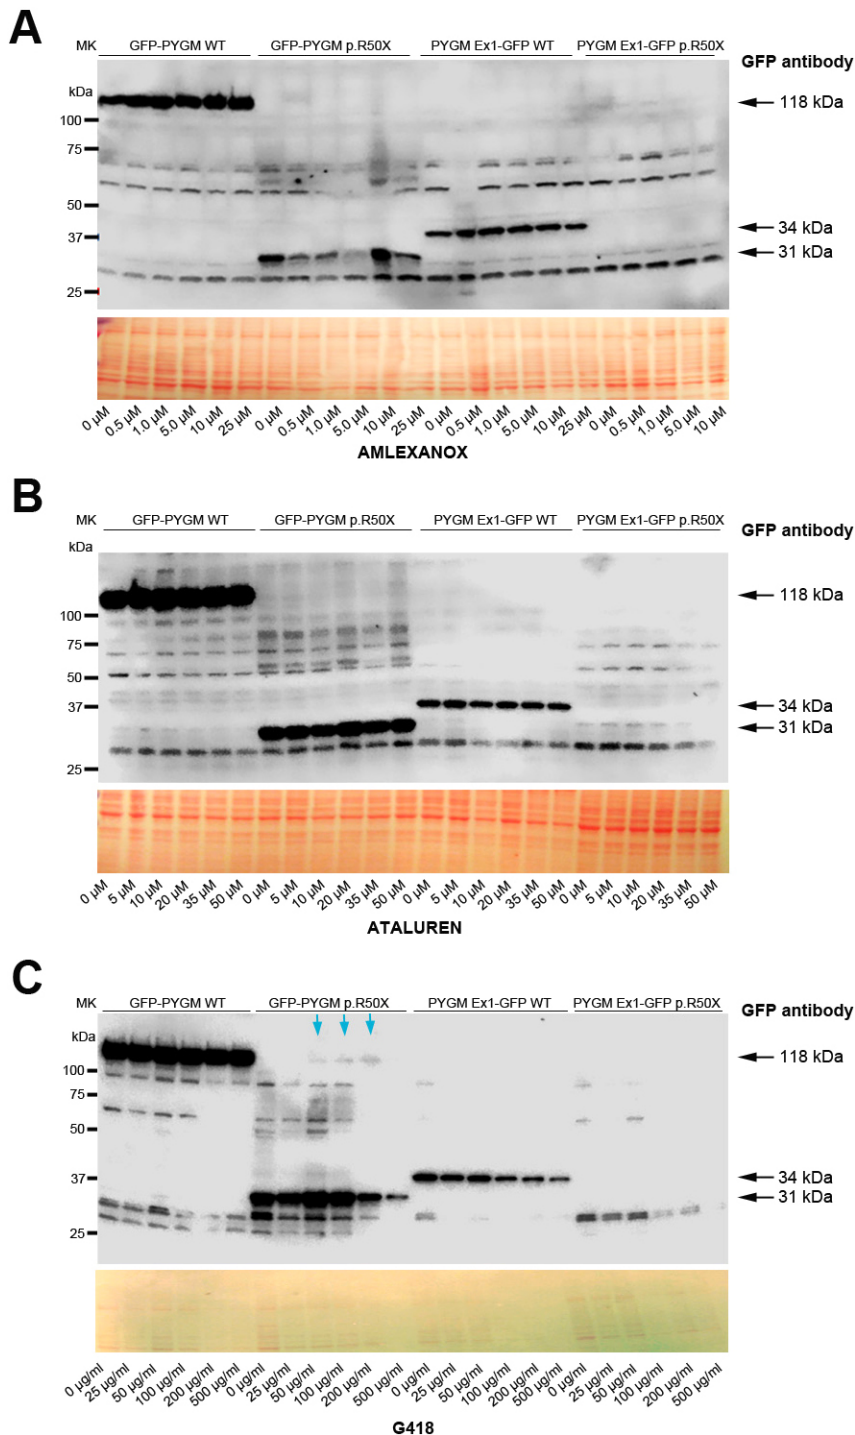 A
MK GFP-PYGM WT GFP-PYGM p.R50X PYGM Ex1-GFP WT PYGM Ex1-GFP p.R50X
GFP antibody
kDa
118 kDa
100
75
50
37
34 kDa
31 kDa
25
0 µM 0.5 µM 1.0 µM 5.0 µM 10 µM 25 µM 0 µM 0.5 µM 1.0 µM 5.0 µM 10 µM 25 µM 0 µM 0.5 µM 1.0 µM 5.0 µM 10 µM 25 µM 0 µM 0.5 µM 1.0 µM 5.0 µM 10 µM
AMLEXANOX
B
MK GFP-PYGM WT GFP-PYGM p.R50X PYGM Ex1-GFP WT PYGM Ex1-GFP p.R50X
GFP antibody
kDa
118 kDa
100
75
50
37
34 kDa
31 kDa
25
0 µM 5 µM 10 µM 20 µM 35 µM 50 µM 0 µM 5 µM 10 µM 20 µM 35 µM 50 µM 0 µM 5 µM 10 µM 20 µM 35 µM 50 µM 0 µM 5 µM 10 µM 20 µM 35 µM 50 µM
ATALUREN
C
MK GFP-PYGM WT GFP-PYGM p.R50X PYGM Ex1-GFP WT PYGM Ex1-GFP p.R50X
GFP antibody
kDa
118 kDa
100
75
50
37
34 kDa
31 kDa
25
0 µg/ml 25 µg/ml 50 µg/ml 100 µg/ml 200 µg/ml 500 µg/ml 0 µg/ml 25 µg/ml 50 µg/ml 100 µg/ml 200 µg/ml 500 µg/ml 0 µg/ml 25 µg/ml 50 µg/ml 100 µg/ml 200 µg/ml 500 µg/ml 0 µg/ml 25 µg/ml 50 µg/ml 100 µg/ml 200 µg/ml 500 µg/ml
G418